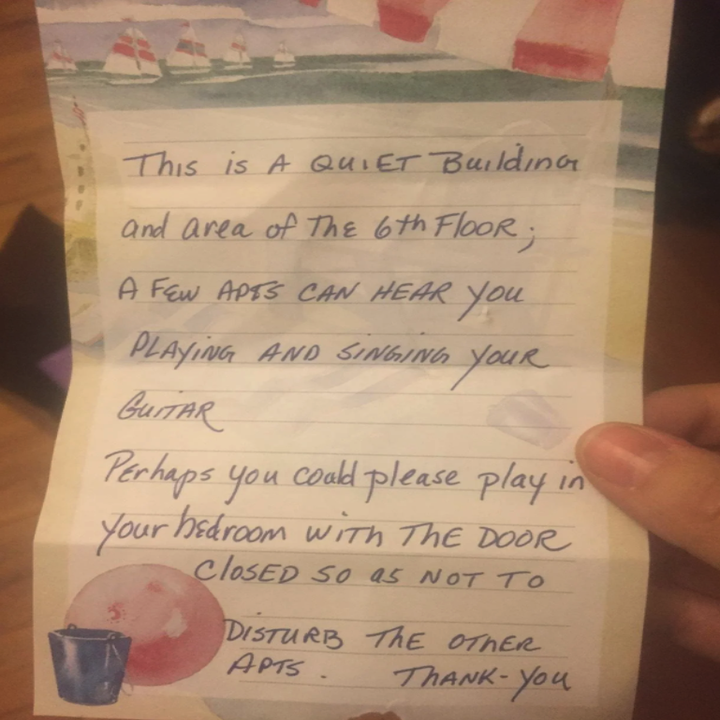 This is A QUIET Building
and area of The 6th FlooR;
A Few APTS CAN HEAR you
PLAYING AND SINGING YOUR
GUITAR
Perhaps you could please play in
your bedroom with THE DOOR
CLOSED SO as NOT TO
DISTURB THE OTHER
APTS. THANK-YOU